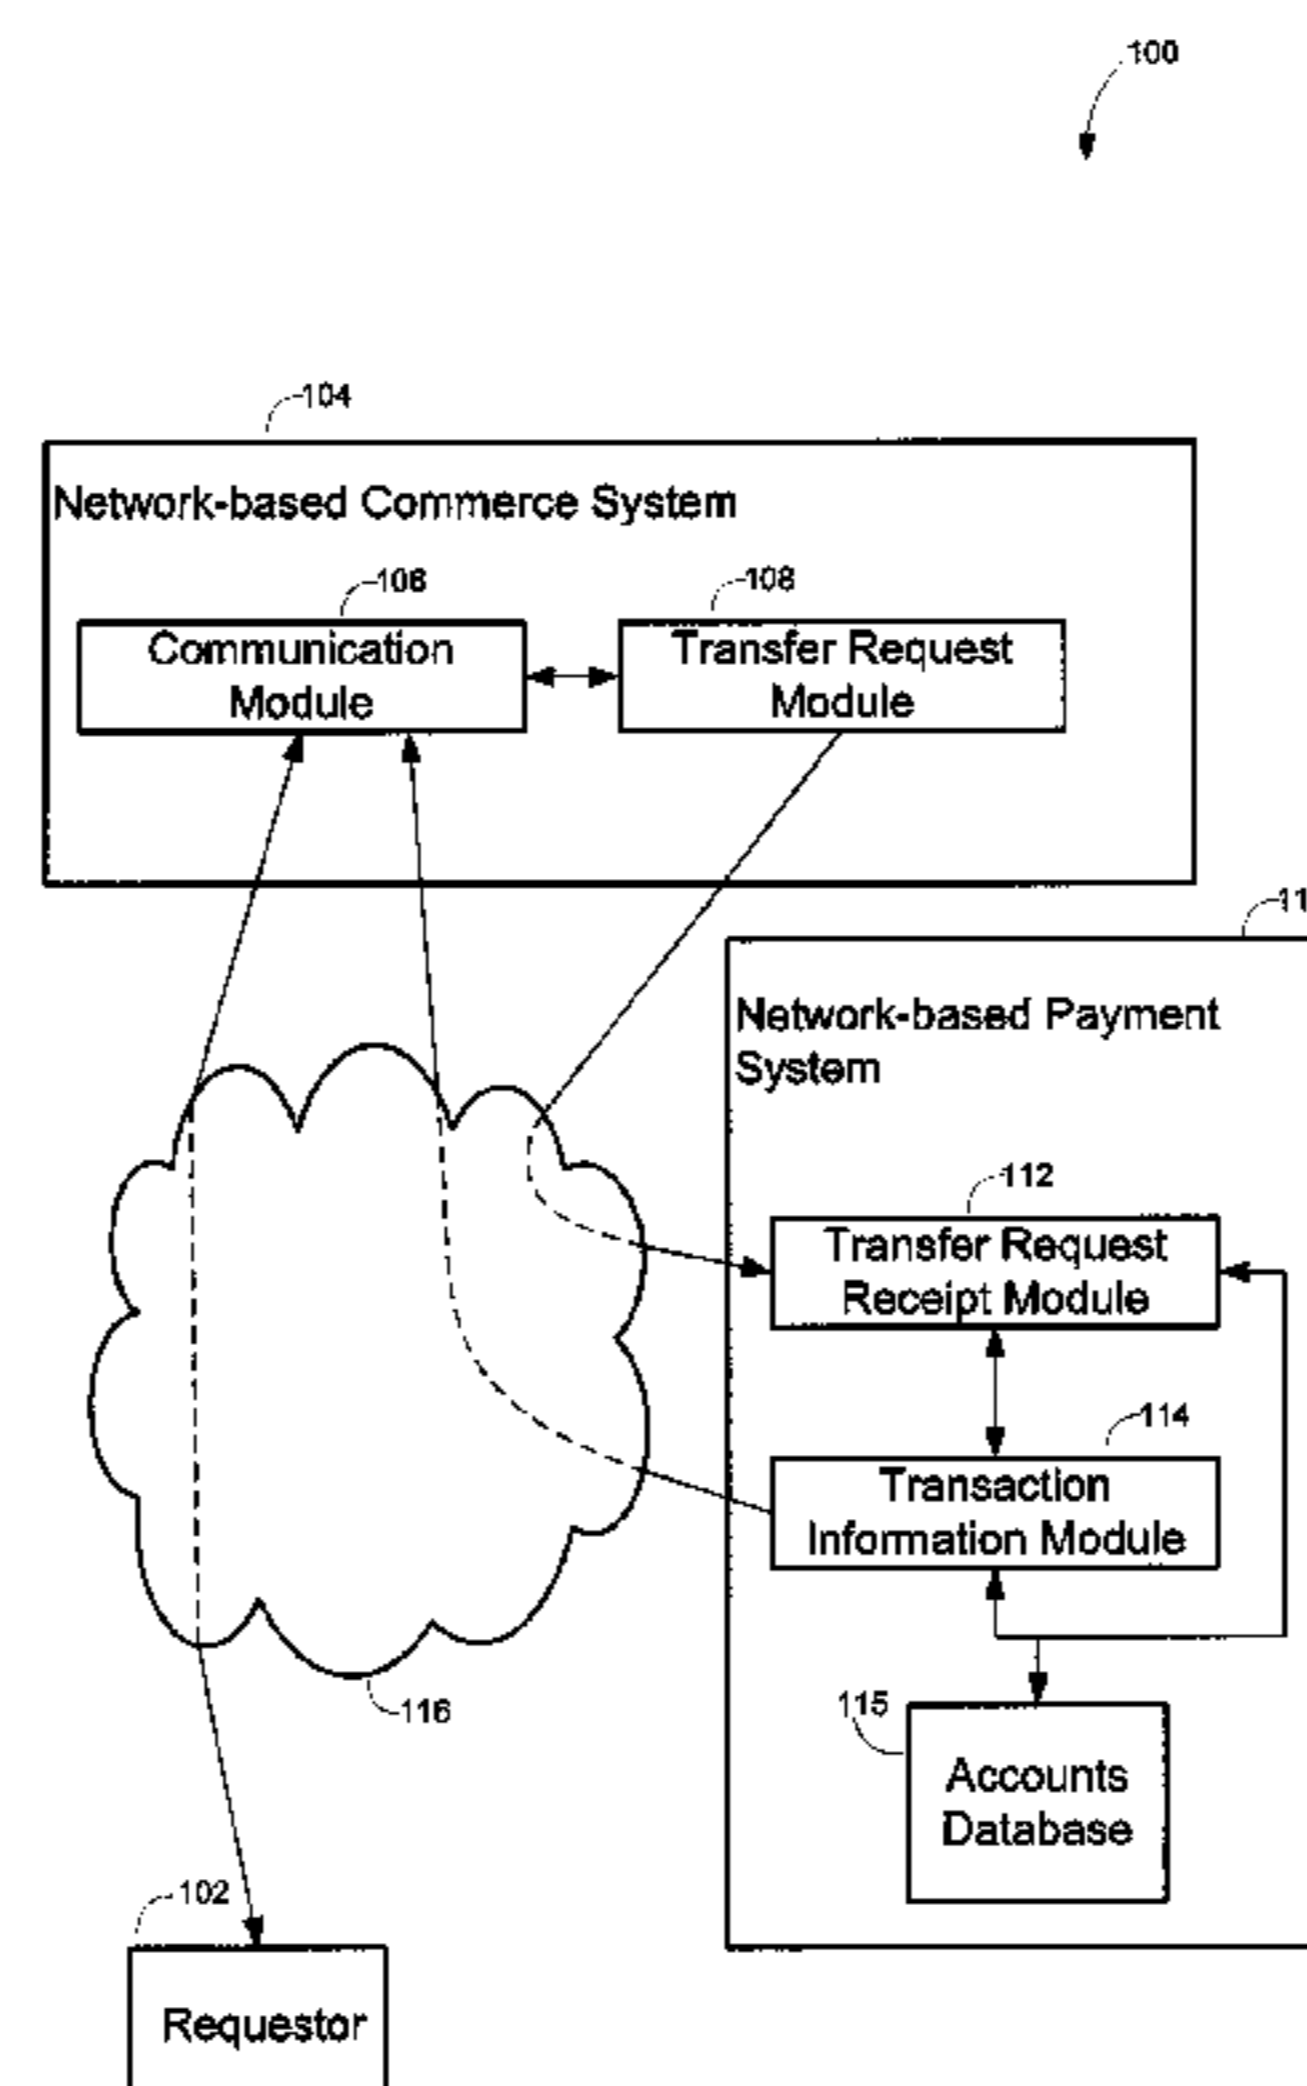 100
104
Network-based Commerce System
106
108
Communication
Module
Transfer Request
Module
11
Network-based Payment
System
112
Transfer Request
Receipt Module
114
Transaction
Information Module
116
115
Accounts
Database
102
Requestor